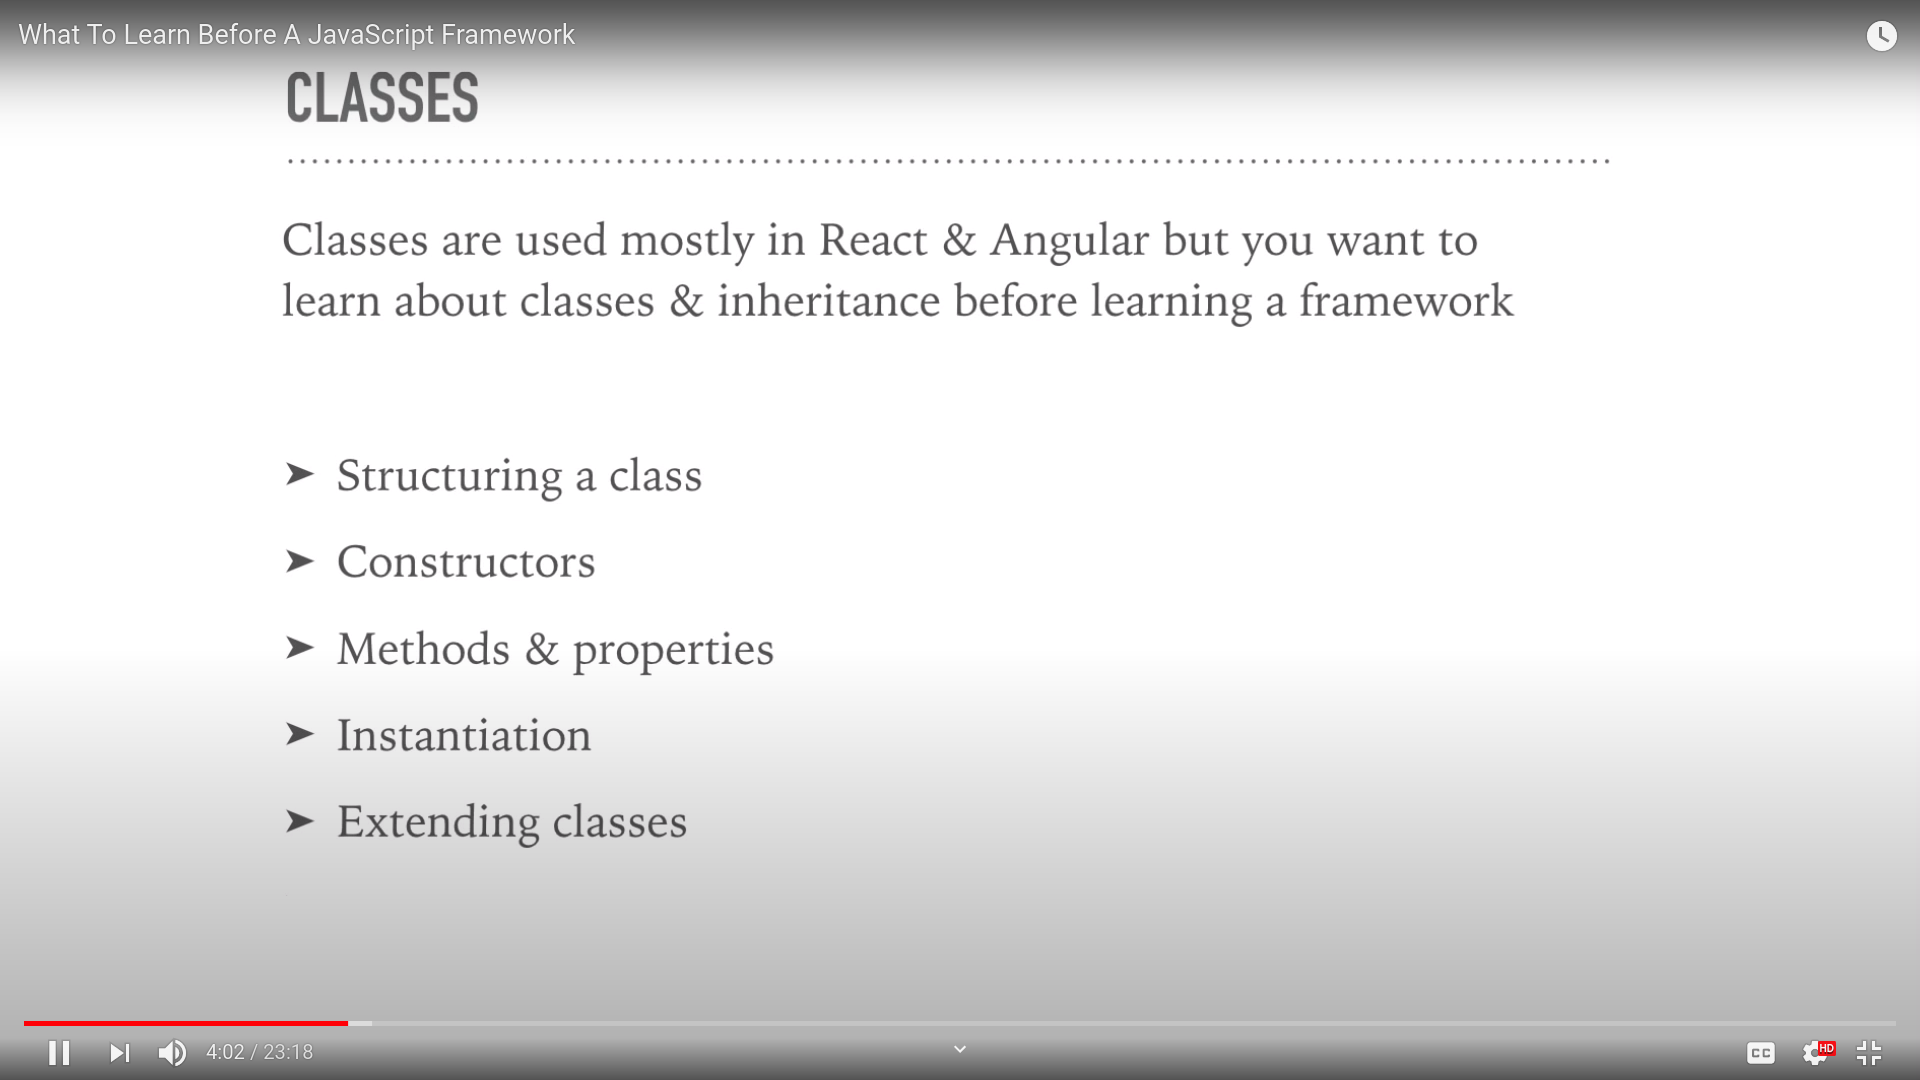 What To Learn Before A JavaScript Framework
CLASSES
Classes are used mostly in React & Angular but you want to
learn about classes & inheritance before learning a framework
➤ Structuring a class
➤ Constructors
➤ Methods & properties
➤ Instantiation
➤ Extending classes
4:02 / 23:18
CC
HD